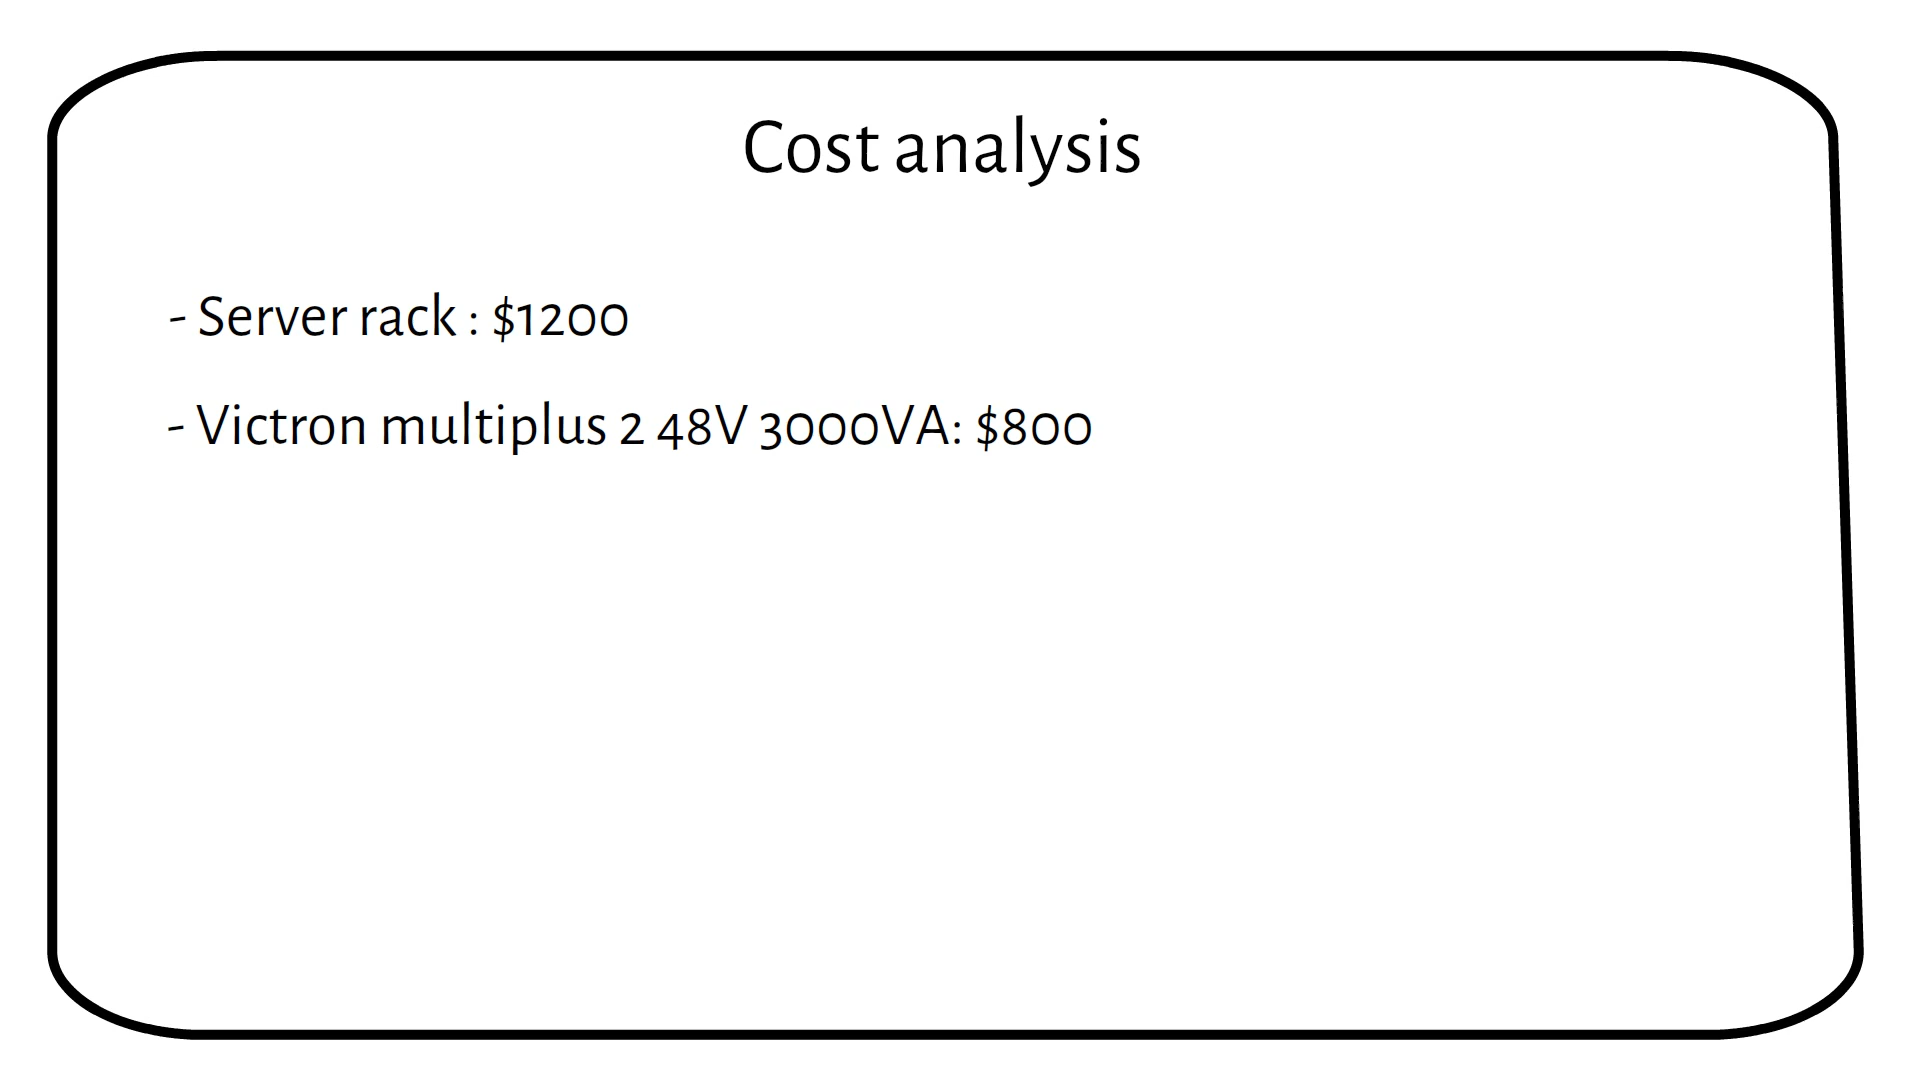 Cost analysis
- Server rack : $1200
- Victron multiplus 2 48V 3000VA: $800